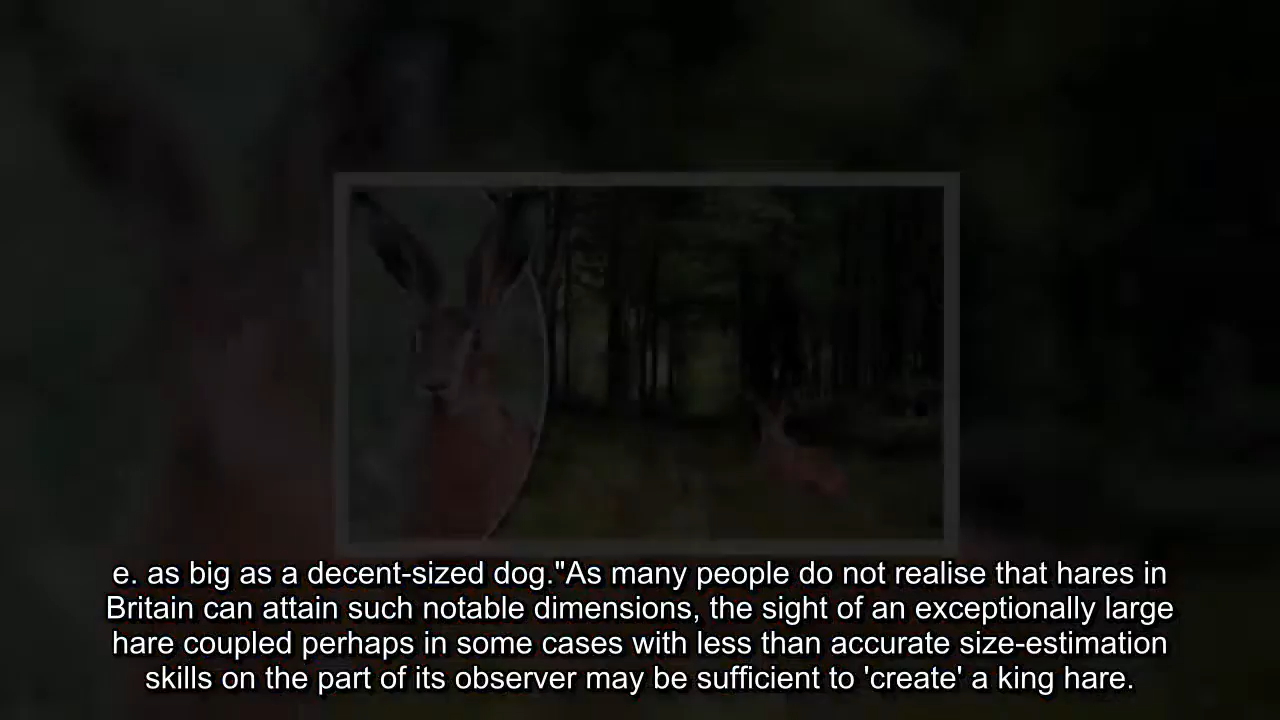 e. as big as a decent-sized dog."As many people do not realise that hares in
Britain can attain such notable dimensions, the sight of an exceptionally large
hare coupled perhaps in some cases with less than accurate size-estimation
skills on the part of its observer may be sufficient to 'create' a king hare.